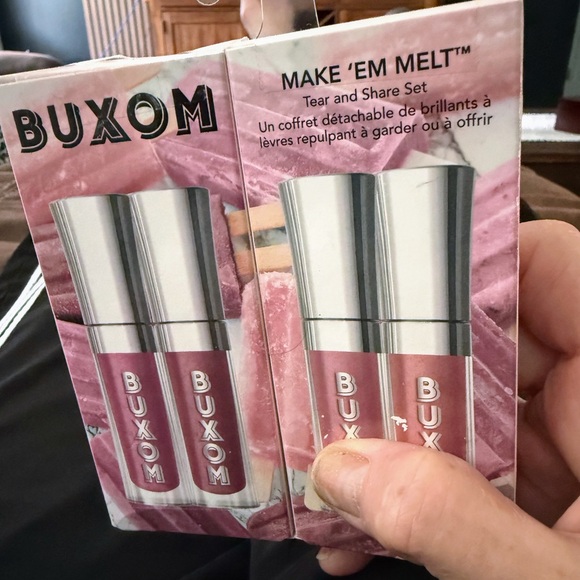 BUXOM
MAKE 'EM MELT™
Tear and Share Set
Un coffret détachable de brillants à
lèvres repulpant à garder ou à offrir
BUXOM
BUXOM
BUX
BUX